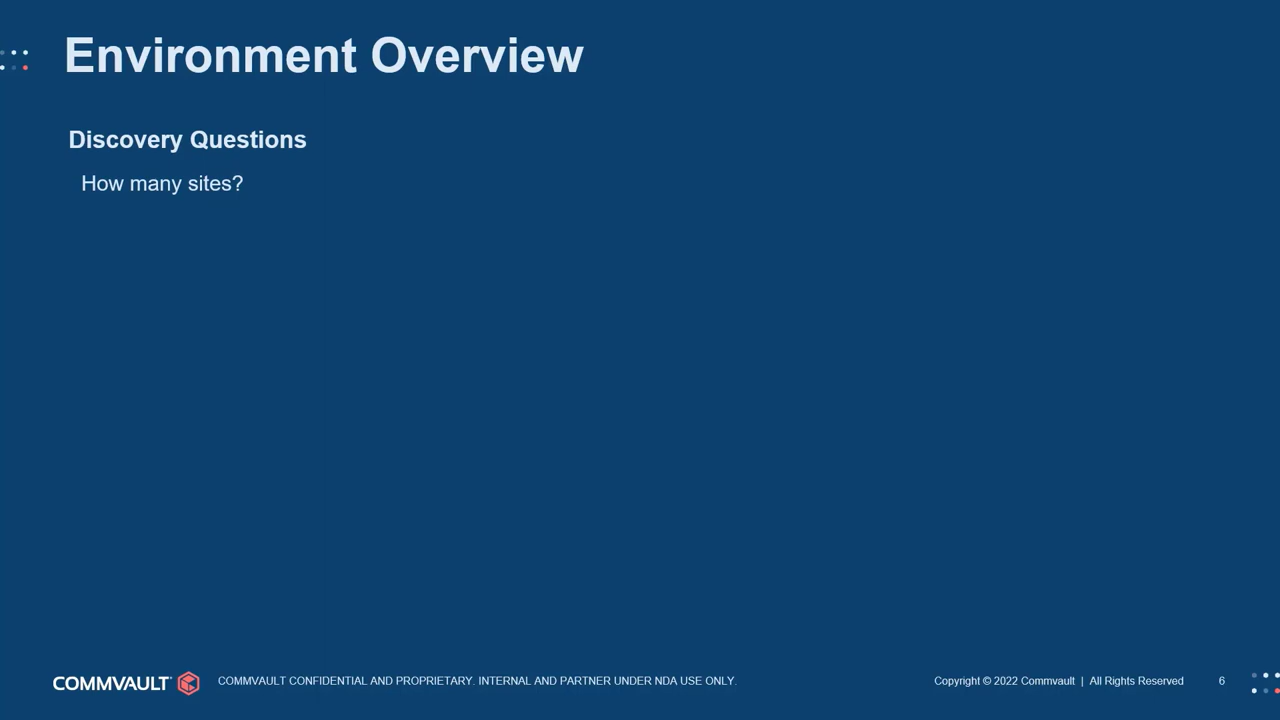 Environment Overview
Discovery Questions
How many sites?
COMMVAULT
COMMVAULT CONFIDENTIAL AND PROPRIETARY. INTERNAL AND PARTNER UNDER NDA USE ONLY.
Copyright © 2022 Commvault | All Rights Reserved
6